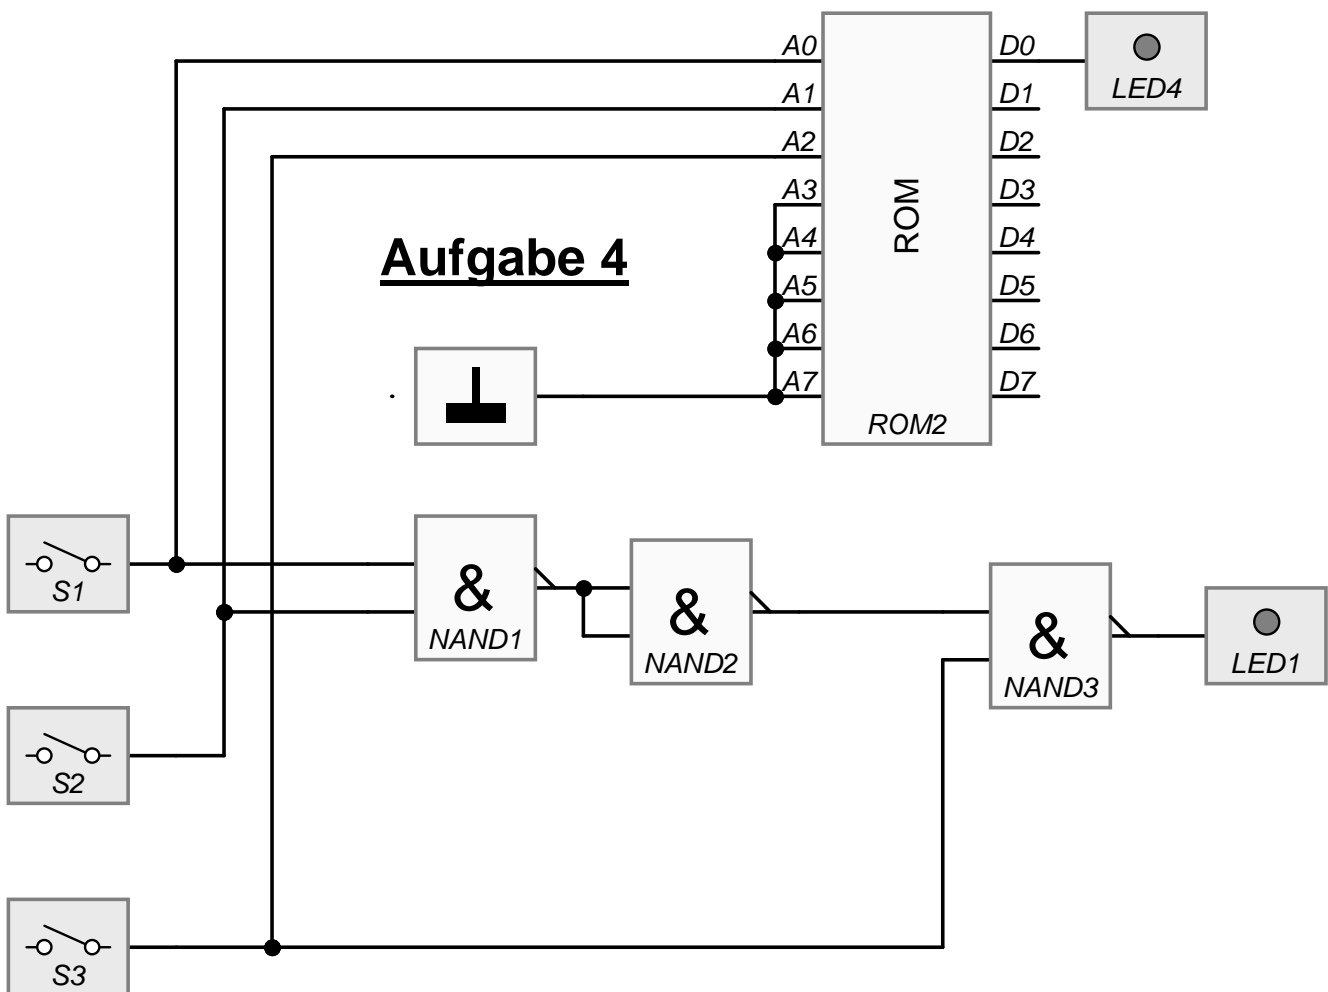 A0
D0
LED4
A1
D1
A2
D2
A3
D3
ROM
A4
D4
Aufgabe 4
A5
D5
A6
D6
A7
D7
ROM2
S1
&
NAND1
&
NAND2
&
NAND3
LED1
S2
S3